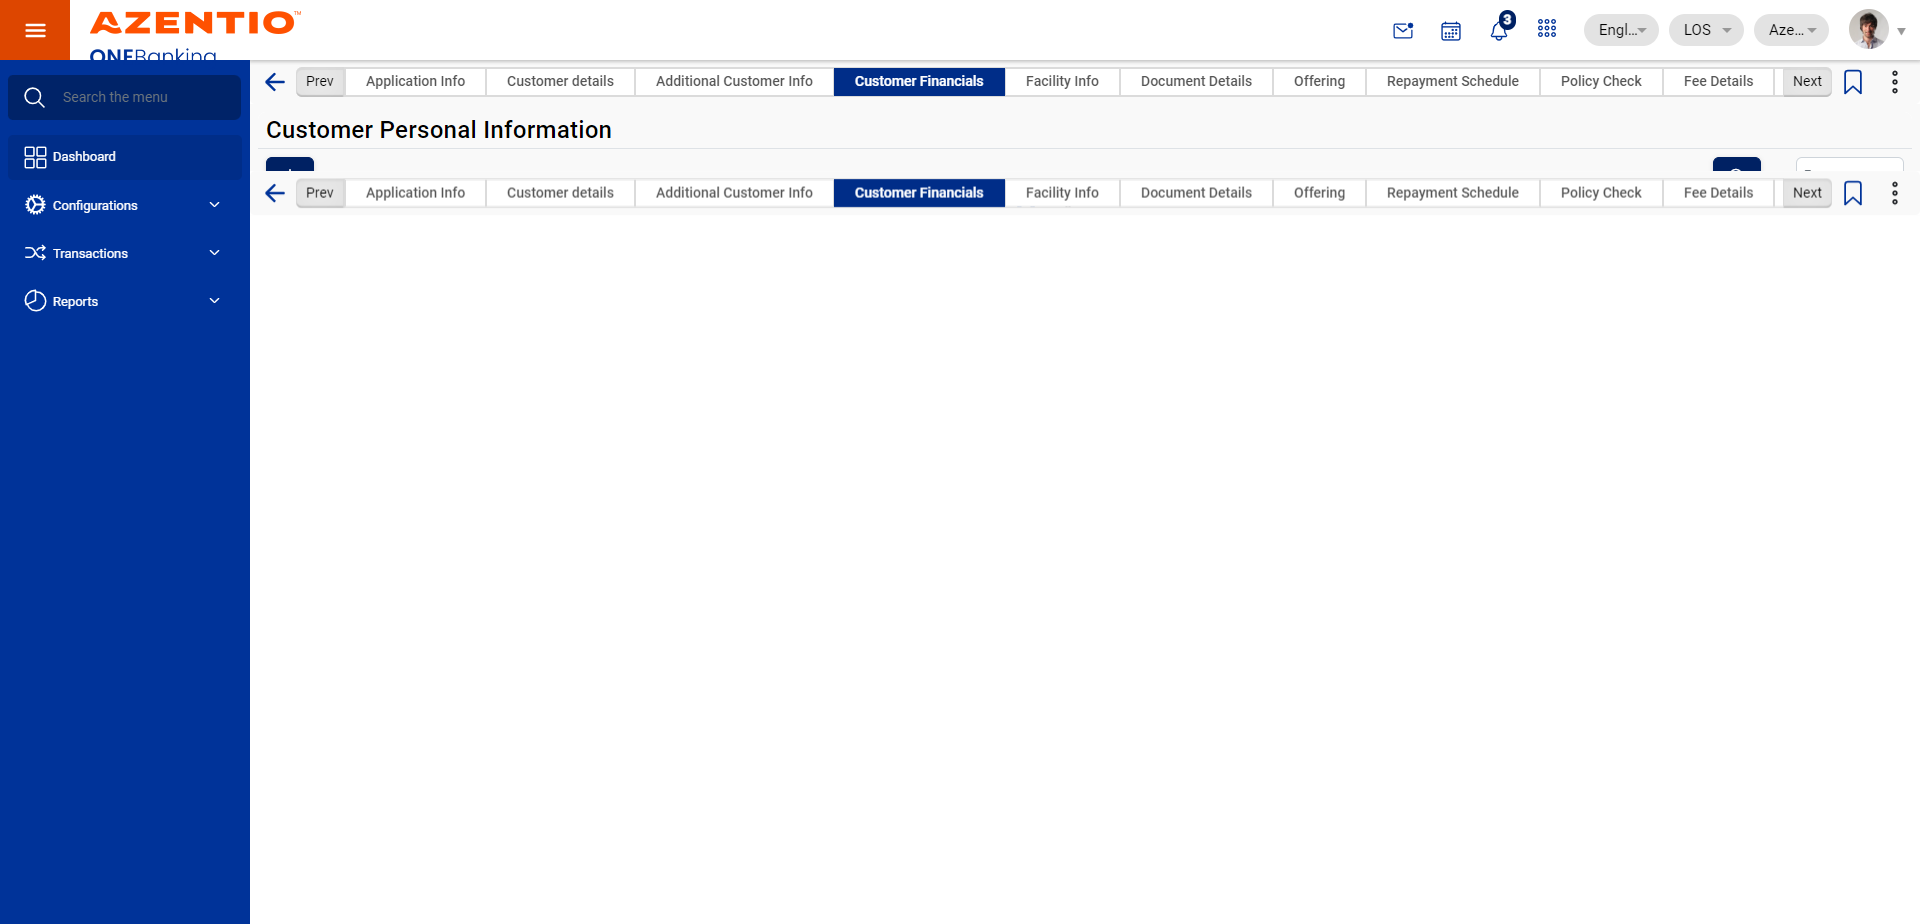 AZENTIO™
ONEBanking
3
Engl...
LOS
Aze...
Search the menu
Dashboard
Configurations
Transactions
Reports
Prev Application Info Customer details Additional Customer Info Customer Financials Facility Info Document Details Offering Repayment Schedule Policy Check Fee Details Next
Customer Personal Information
Prev Application Info Customer details Additional Customer Info Customer Financials Facility Info Document Details Offering Repayment Schedule Policy Check Fee Details Next